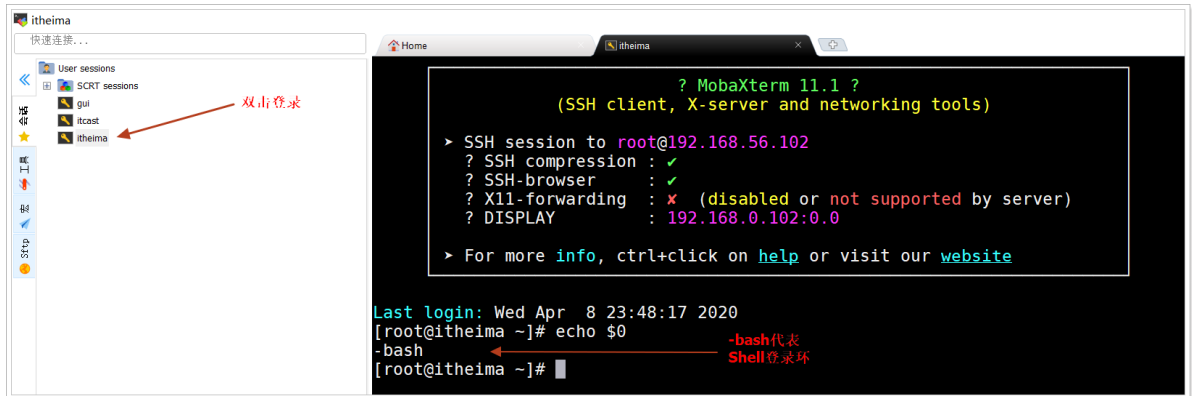 itheima
快速连接...
Home
itheima
User sessions
SCRT sessions
gui
itcast
itheima
双击登录
会话
工具
宏
Sftp
? MobaXterm 11.1 ?
(SSH client, X-server and networking tools)
➤ SSH session to root@192.168.56.102
? SSH compression : ✔
? SSH-browser : ✔
? X11-forwarding : ✘ (disabled or not supported by server)
? DISPLAY : 192.168.0.102:0.0
➤ For more info, ctrl+click on help or visit our website
Last login: Wed Apr 8 23:48:17 2020
[root@itheima ~]# echo $0
-bash
[root@itheima ~]#
-bash代表
Shell登录环